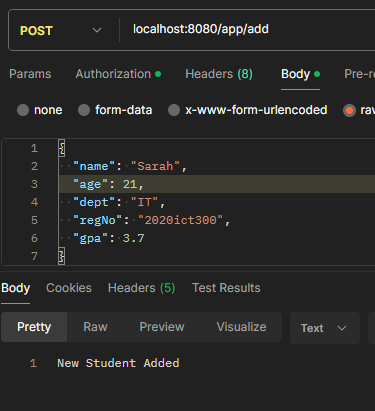 POST localhost:8080/app/add
Params Authorization Headers (8) Body Pre-re
none form-data x-www-form-urlencoded raw
1 {
2 "name": "Sarah",
3 "age": 21,
4 "dept": "IT",
5 "regNo": "2020ict300",
6 "gpa": 3.7
7 }
Body Cookies Headers (5) Test Results
Pretty Raw Preview Visualize Text
1 New Student Added